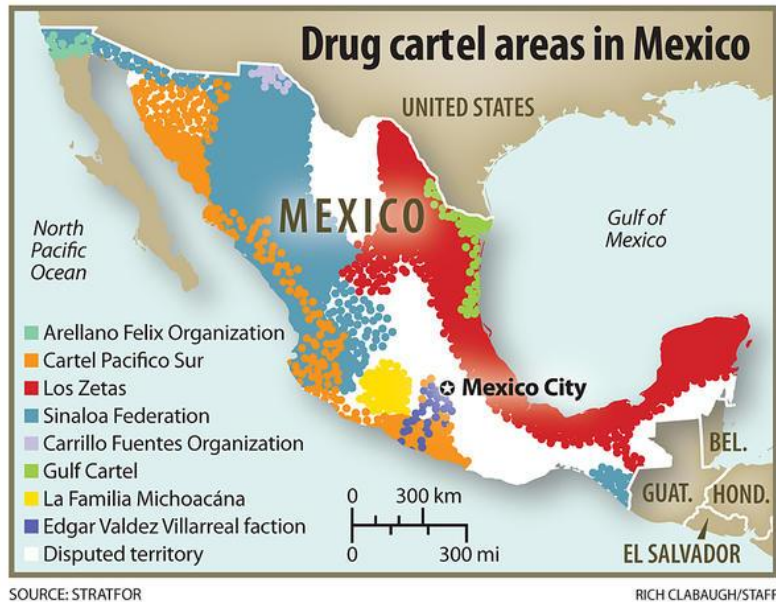 Drug cartel areas in Mexico
UNITED STATES
MEXICO
North
Pacific
Ocean
Gulf of
Mexico
Arellano Felix Organization
Cartel Pacifico Sur
Los Zetas
Sinaloa Federation
Carrillo Fuentes Organization
Gulf Cartel
La Familia Michoacána
Edgar Valdez Villarreal faction
Disputed territory
Mexico City
0 300 km
0 300 mi
BEL.
GUAT.
HOND.
EL SALVADOR
SOURCE: STRATFOR
RICH CLABAUGH/STAFF